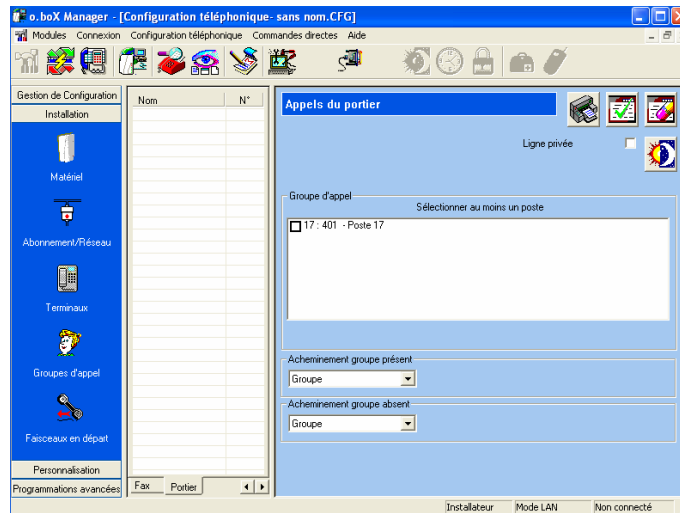 o.boX Manager - [Configuration téléphonique- sans nom.CFG]
Modules Connexion Configuration téléphonique Commandes directes Aide
Gestion de Configuration
Installation
Matériel
Abonnement/Réseau
Terminaux
Groupes d'appel
Faisceaux en départ
Personnalisation
Programmations avancées
Nom N°
Fax Portier
Appels du portier
Ligne privée
Groupe d'appel
Sélectionner au moins un poste
17 : 401 - Poste 17
Acheminement groupe présent
Groupe
Acheminement groupe absent
Groupe
Installateur Mode LAN Non connecté